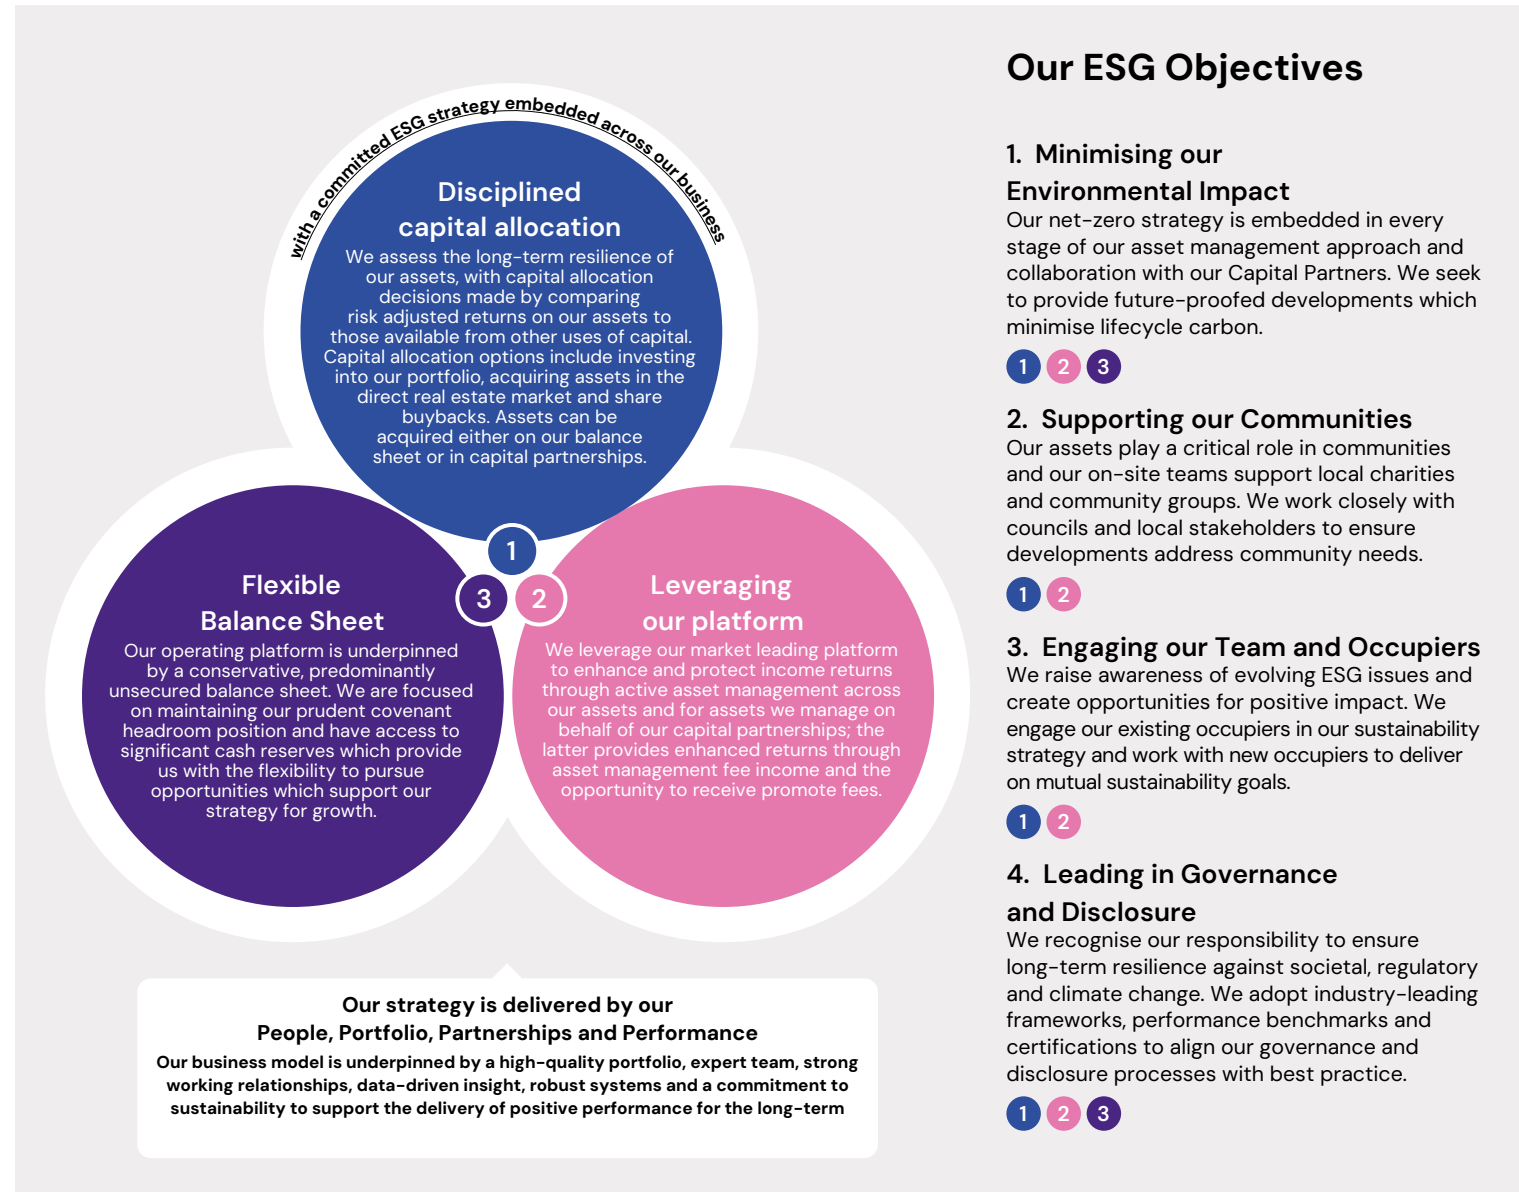 with a committed ESG strategy embedded across our business
Disciplined
capital allocation
We assess the long-term resilience of
our assets, with capital allocation
decisions made by comparing
risk adjusted returns on our assets to
those available from other uses of capital.
Capital allocation options include investing
into our portfolio, acquiring assets in the
direct real estate market and share
buybacks. Assets can be
acquired either on our balance
sheet or in capital partnerships.
1
3
2
Flexible
Balance Sheet
Our operating platform is underpinned
by a conservative, predominantly
unsecured balance sheet. We are focused
on maintaining our prudent covenant
headroom position and have access to
significant cash reserves which provide
us with the flexibility to pursue
opportunities which support our
strategy for growth.
Leveraging
our platform
We leverage our market leading platform
to enhance and protect income returns
through active asset management across
our assets and for assets we manage on
behalf of our capital partnerships; the
latter provides enhanced returns through
asset management fee income and the
opportunity to receive promote fees.
Our strategy is delivered by our
People, Portfolio, Partnerships and Performance
Our business model is underpinned by a high-quality portfolio, expert team, strong
working relationships, data-driven insight, robust systems and a commitment to
sustainability to support the delivery of positive performance for the long-term
Our ESG Objectives
1. Minimising our
Environmental Impact
Our net-zero strategy is embedded in every
stage of our asset management approach and
collaboration with our Capital Partners. We seek
to provide future-proofed developments which
minimise lifecycle carbon.
1 2 3
2. Supporting our Communities
Our assets play a critical role in communities
and our on-site teams support local charities
and community groups. We work closely with
councils and local stakeholders to ensure
developments address community needs.
1 2
3. Engaging our Team and Occupiers
We raise awareness of evolving ESG issues and
create opportunities for positive impact. We
engage our existing occupiers in our sustainability
strategy and work with new occupiers to deliver
on mutual sustainability goals.
1 2
4. Leading in Governance
and Disclosure
We recognise our responsibility to ensure
long-term resilience against societal, regulatory
and climate change. We adopt industry-leading
frameworks, performance benchmarks and
certifications to align our governance and
disclosure processes with best practice.
1 2 3